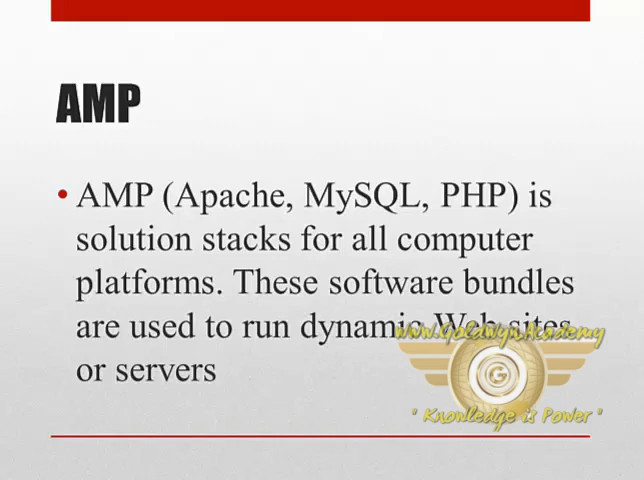 AMP
• AMP (Apache, MySQL, PHP) is
solution stacks for all computer
platforms. These software bundles
are used to run dynamic Web sites
or servers
www.GoldwynAcademy
G
" Knowledge is Power "